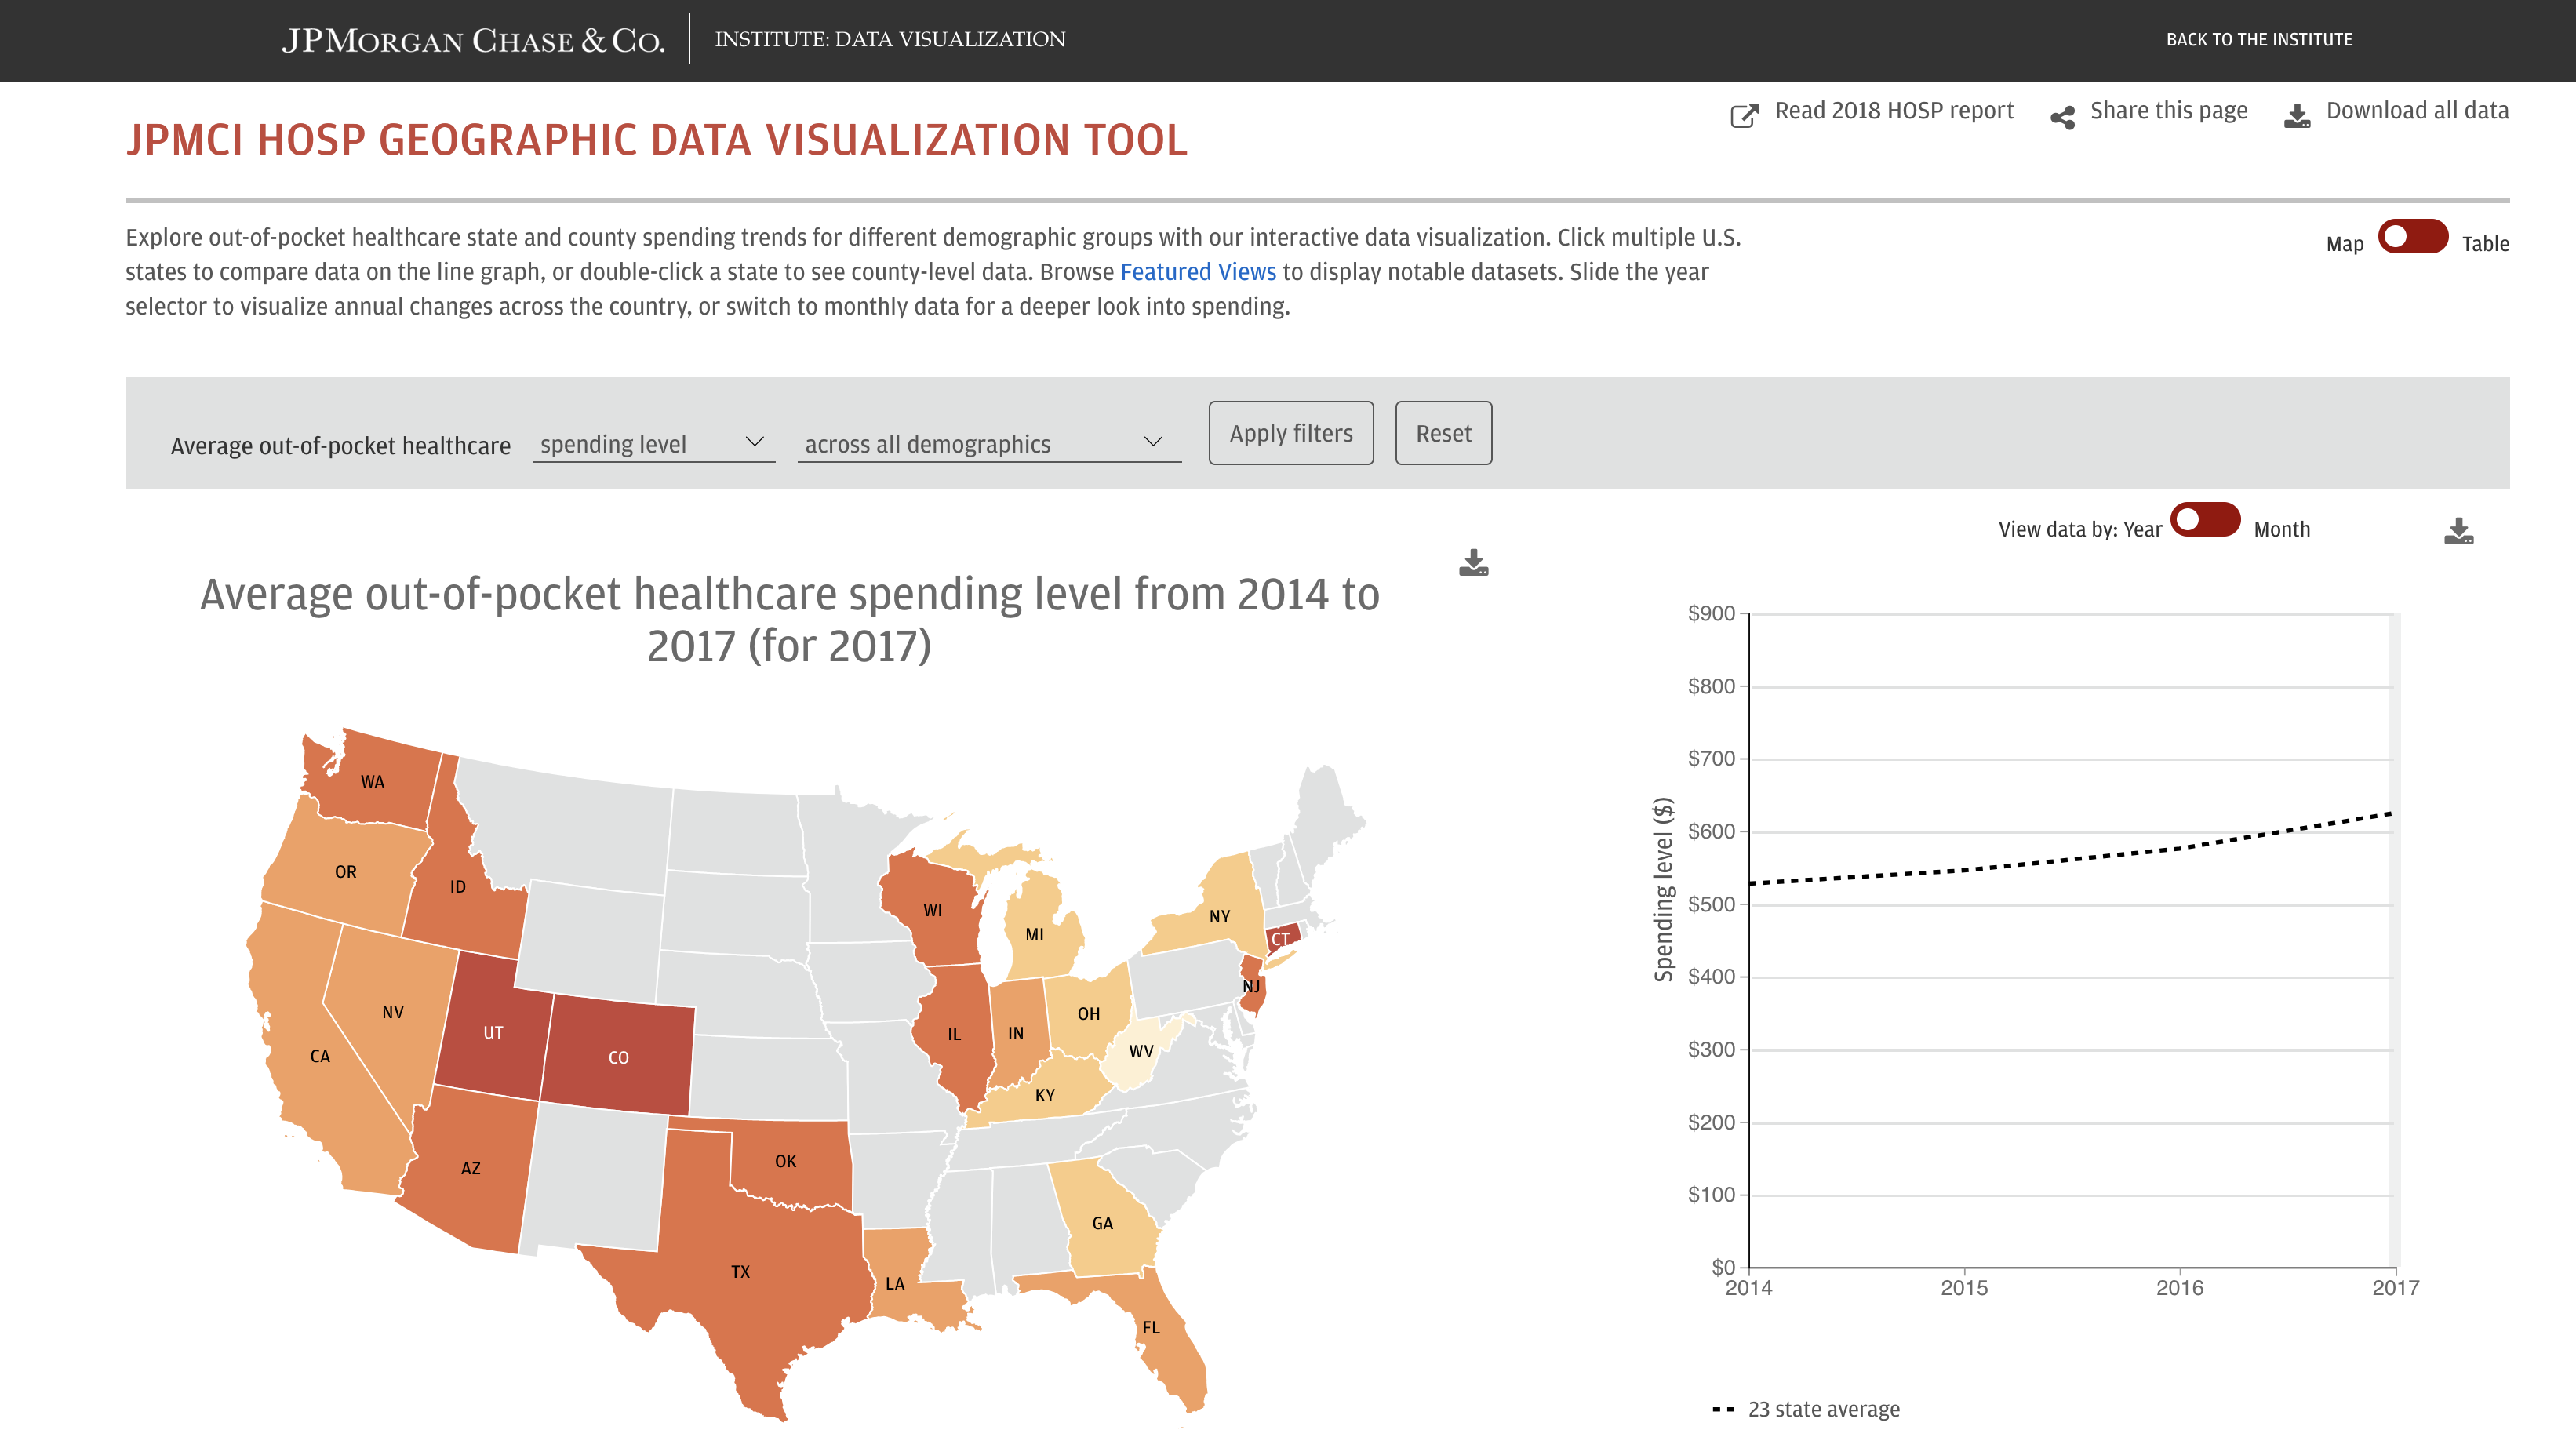 JPMORGAN CHASE & CO.
INSTITUTE: DATA VISUALIZATION
BACK TO THE INSTITUTE
Read 2018 HOSP report
Share this page
Download all data
JPMCI HOSP GEOGRAPHIC DATA VISUALIZATION TOOL
Explore out-of-pocket healthcare state and county spending trends for different demographic groups with our interactive data visualization. Click multiple U.S.
states to compare data on the line graph, or double-click a state to see county-level data. Browse Featured Views to display notable datasets. Slide the year
selector to visualize annual changes across the country, or switch to monthly data for a deeper look into spending.
Map
Table
Average out-of-pocket healthcare
spending level
across all demographics
Apply filters
Reset
View data by: Year
Month
Average out-of-pocket healthcare spending level from 2014 to
2017 (for 2017)
WA
OR
ID
WI
MI
NY
CT
NJ
NV
UT
CO
CA
IL
IN
OH
WV
KY
AZ
OK
GA
TX
LA
FL
Spending level ($)
$900
$800
$700
$600
$500
$400
$300
$200
$100
$0
2014
2015
2016
2017
23 state average